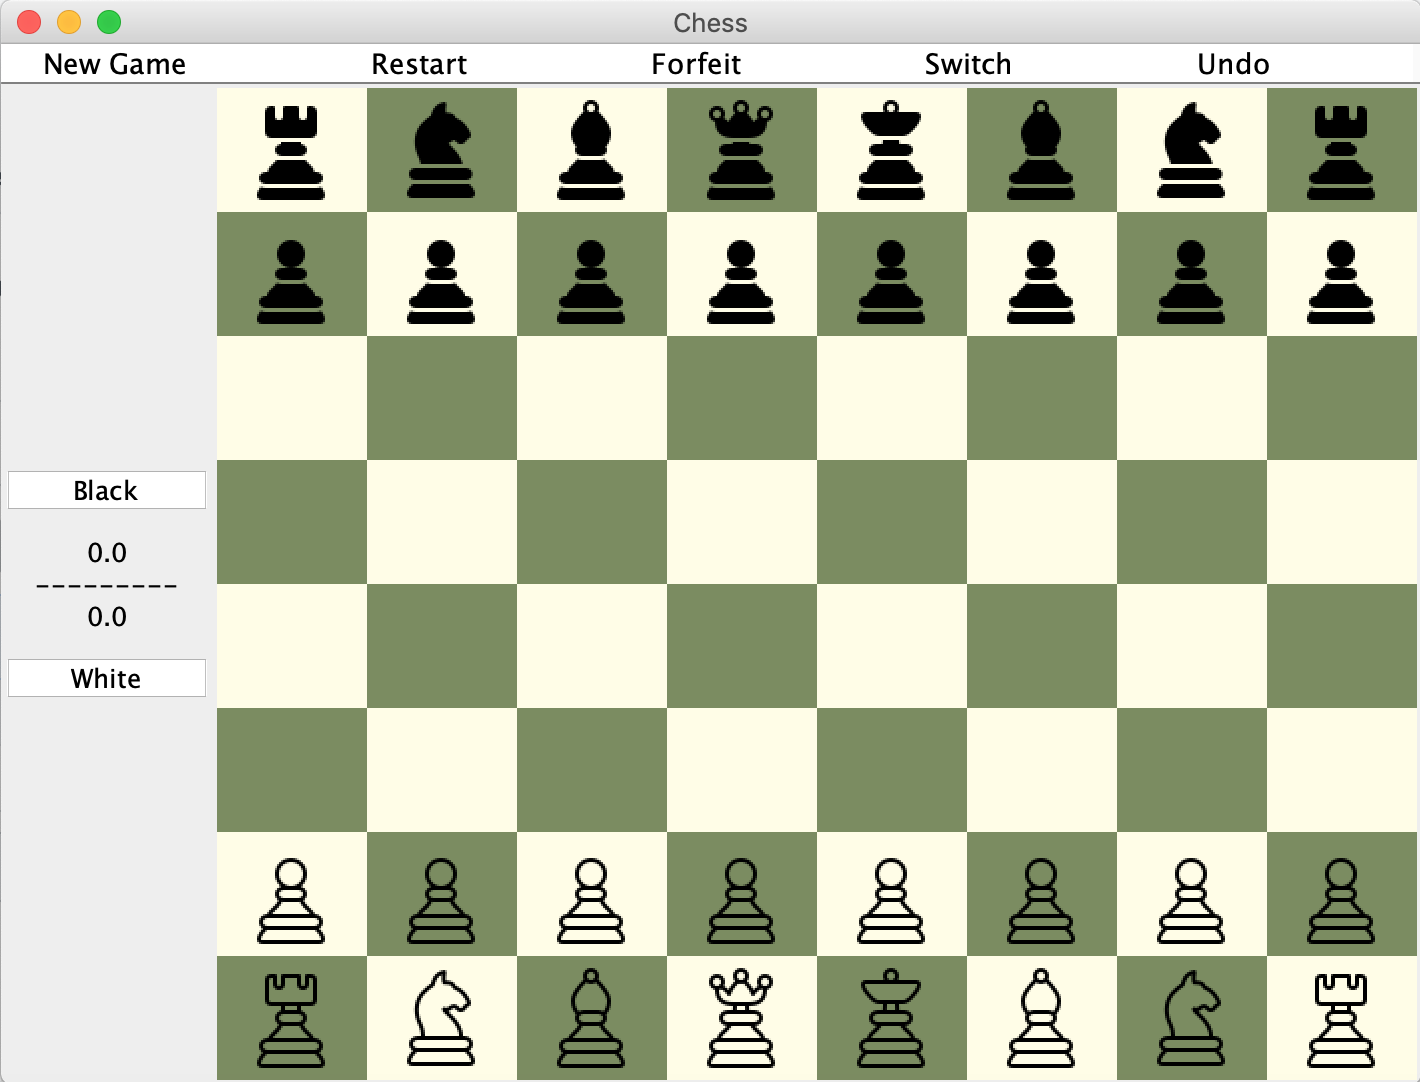 Chess
New Game Restart Forfeit Switch Undo
Black
0.0
---------
0.0
White